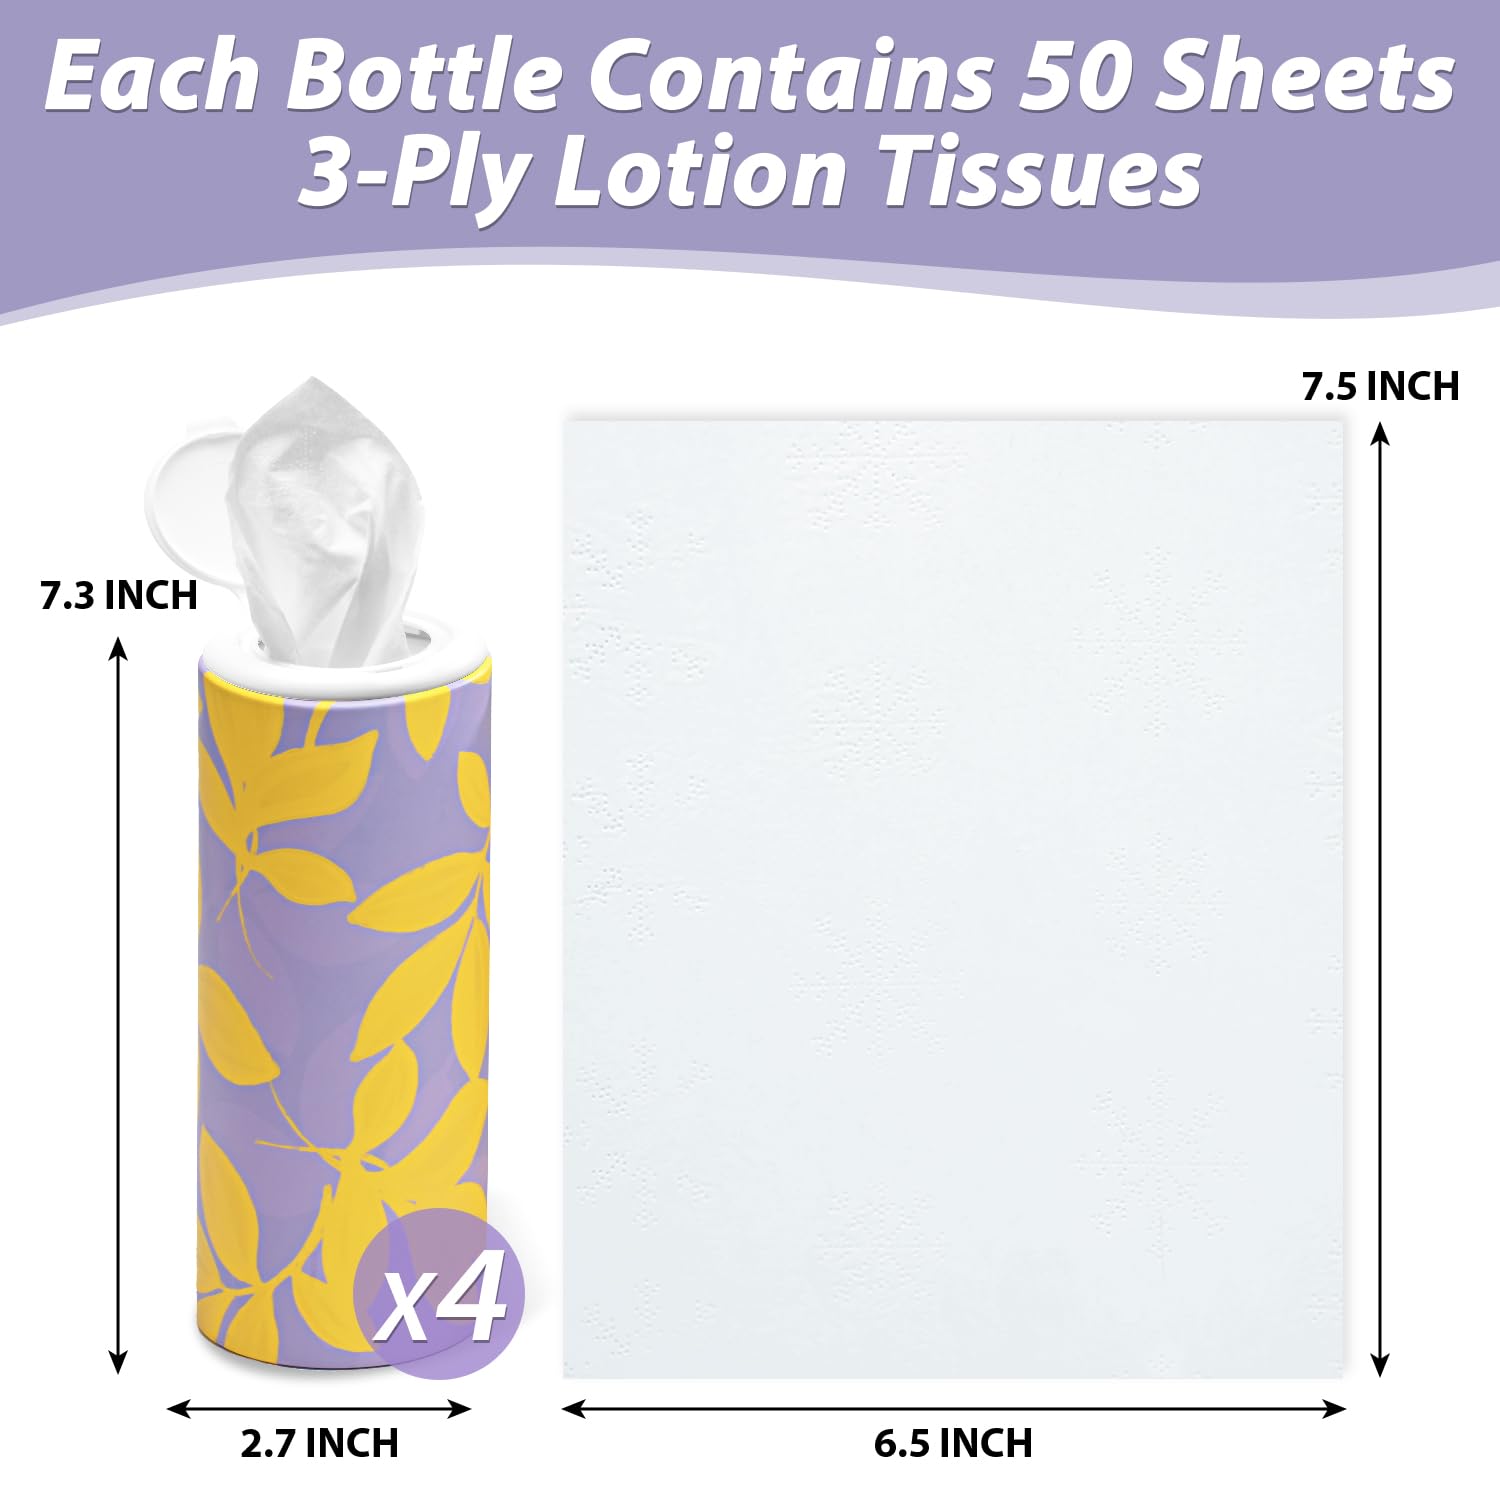 Each Bottle Contains 50 Sheets
3-Ply Lotion Tissues
7.5 INCH
7.3 INCH
x4
2.7 INCH
6.5 INCH